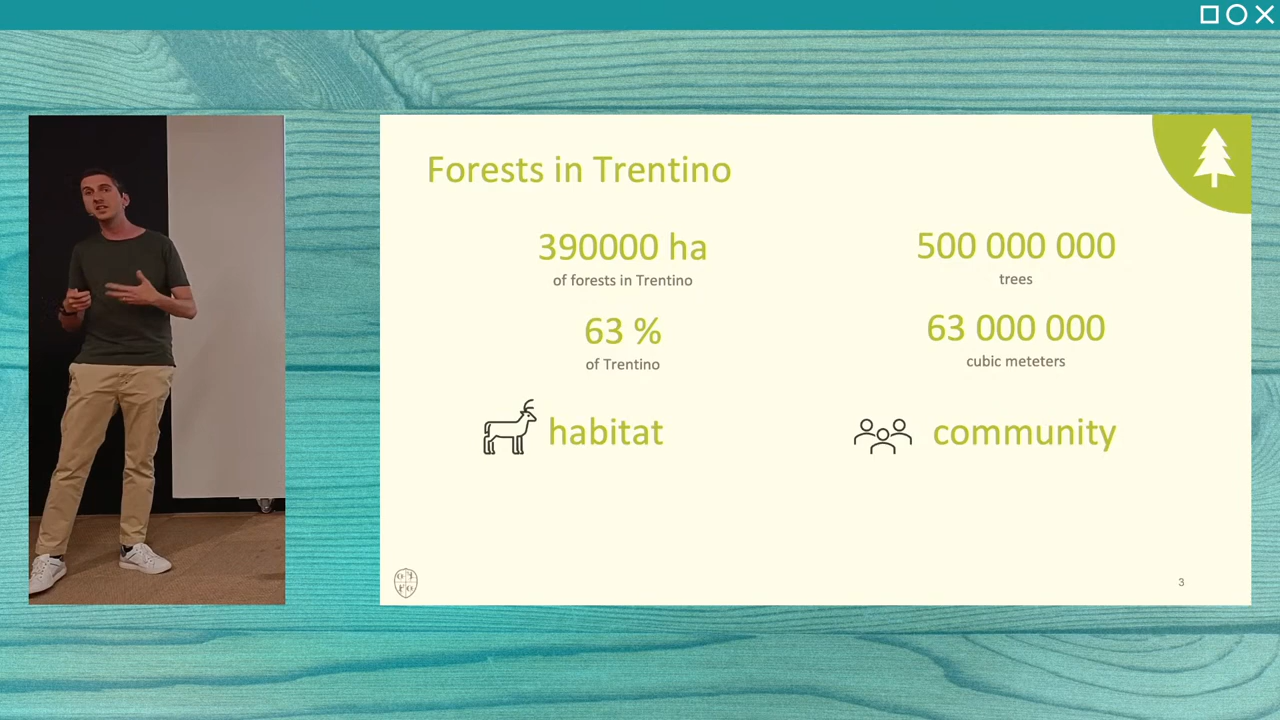 Forests in Trentino
390000 ha
of forests in Trentino
500 000 000
trees
63 %
of Trentino
63 000 000
cubic meteters
habitat
community
3